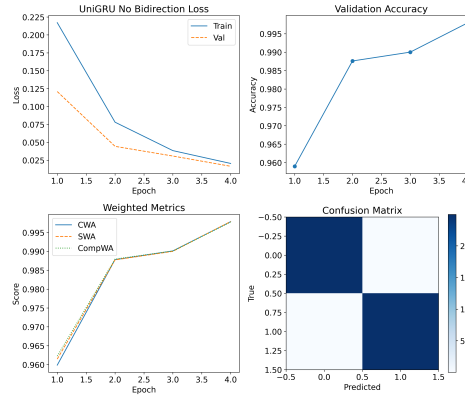 UniGRU No Bidirection Loss
0.225
0.200
0.175
0.150
0.125
0.100
0.075
0.050
0.025
Loss
Train
Val
1.0 1.5 2.0 2.5 3.0 3.5 4.0
Epoch
Validation Accuracy
0.995
0.990
0.985
0.980
0.975
0.970
0.965
0.960
Accuracy
1.0 1.5 2.0 2.5 3.0 3.5 4.
Epoch
Weighted Metrics
0.995
0.990
0.985
0.980
0.975
0.970
0.965
0.960
Score
CWA
SWA
CompWA
1.0 1.5 2.0 2.5 3.0 3.5 4.0
Epoch
Confusion Matrix
−0.50
−0.25
0.00
0.25
0.50
0.75
1.00
1.25
1.50
True
−0.5 0.0 0.5 1.0 1.5
Predicted
2
1
1
5